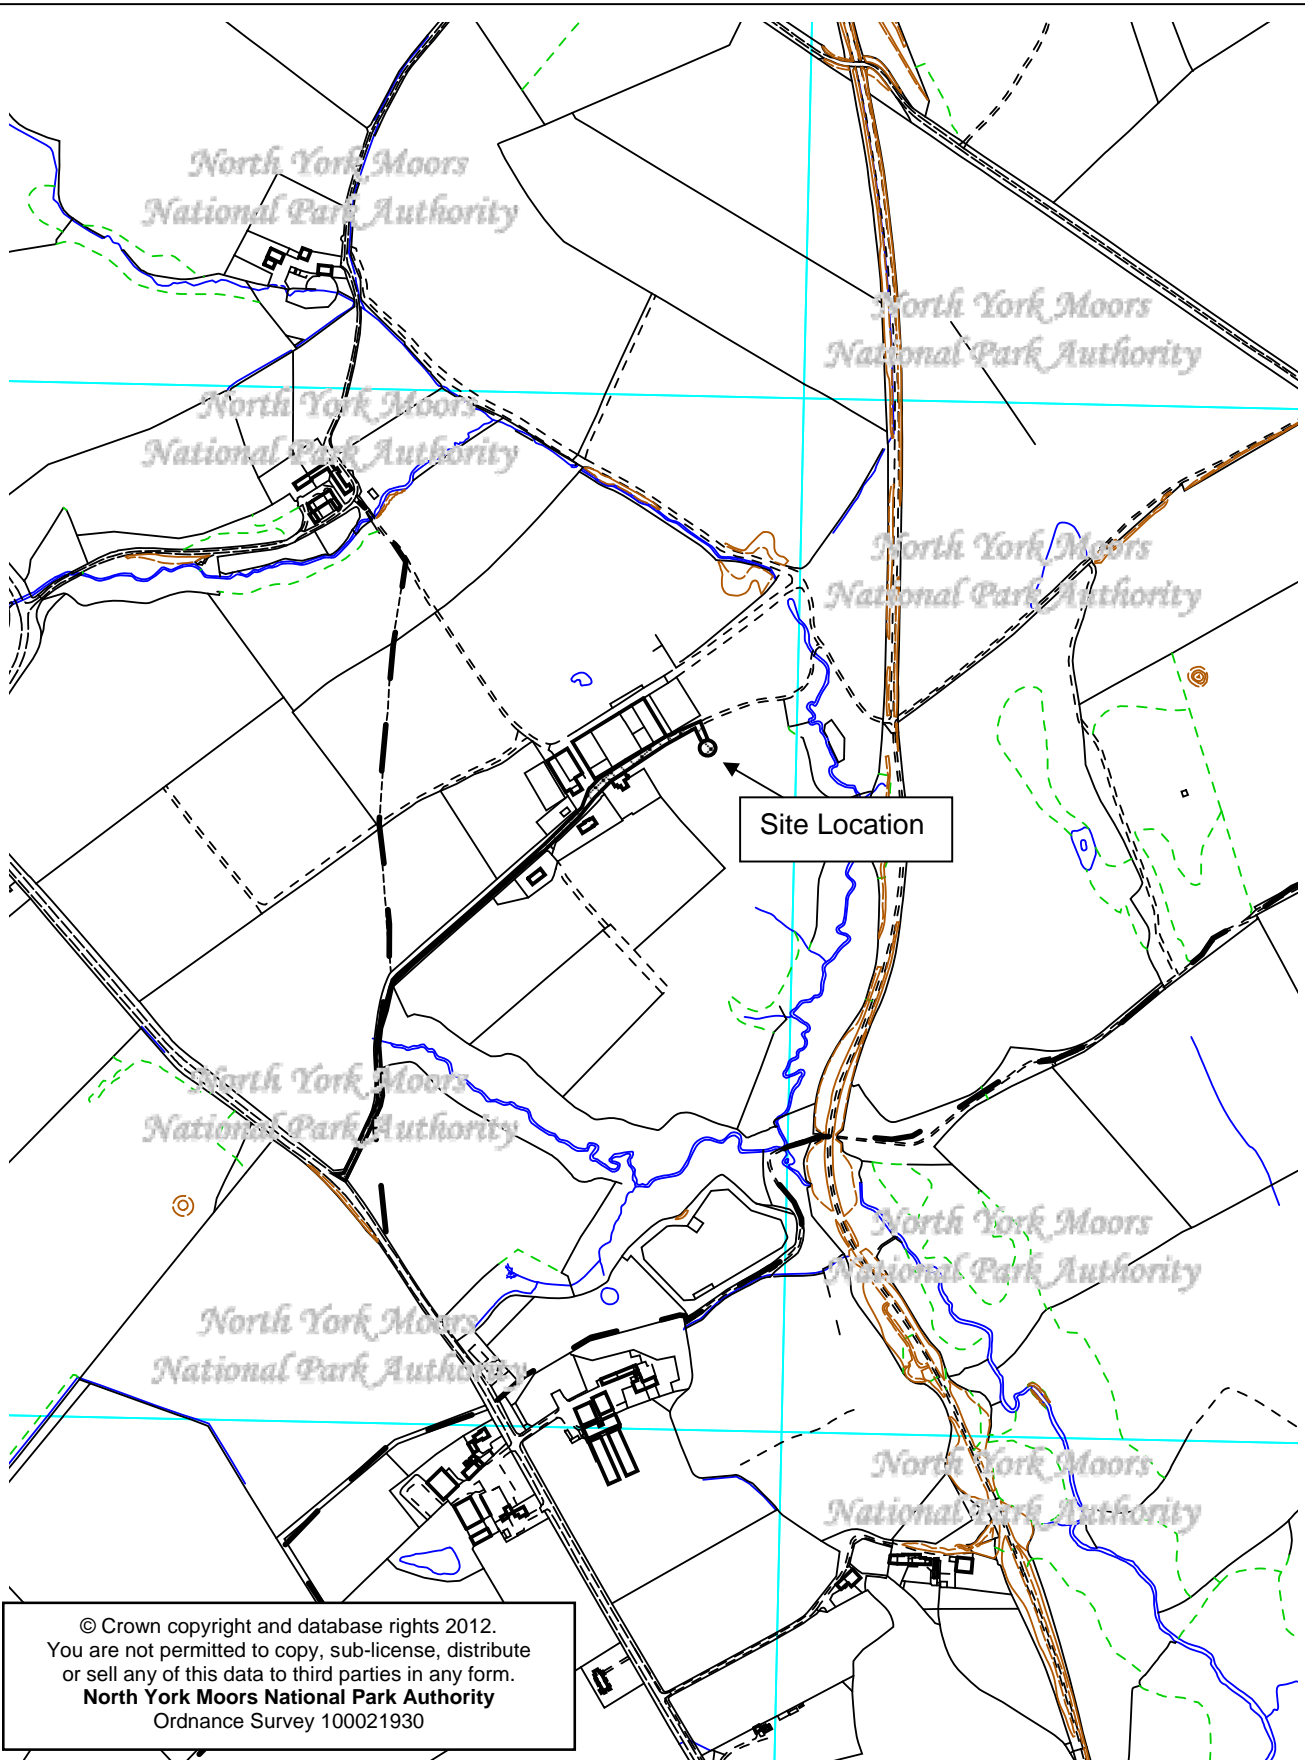 North York Moors
National Park Authority
North York Moors
National Park Authority
North York Moors
National Park Authority
North York Moors
National Park Authority
Site Location
North York Moors
National Park Authority
North York Moors
National Park Authority
North York Moors
National Park Authority
North York Moors
National Park Authority
© Crown copyright and database rights 2012.
You are not permitted to copy, sub-license, distribute
or sell any of this data to third parties in any form.
North York Moors National Park Authority
Ordnance Survey 100021930